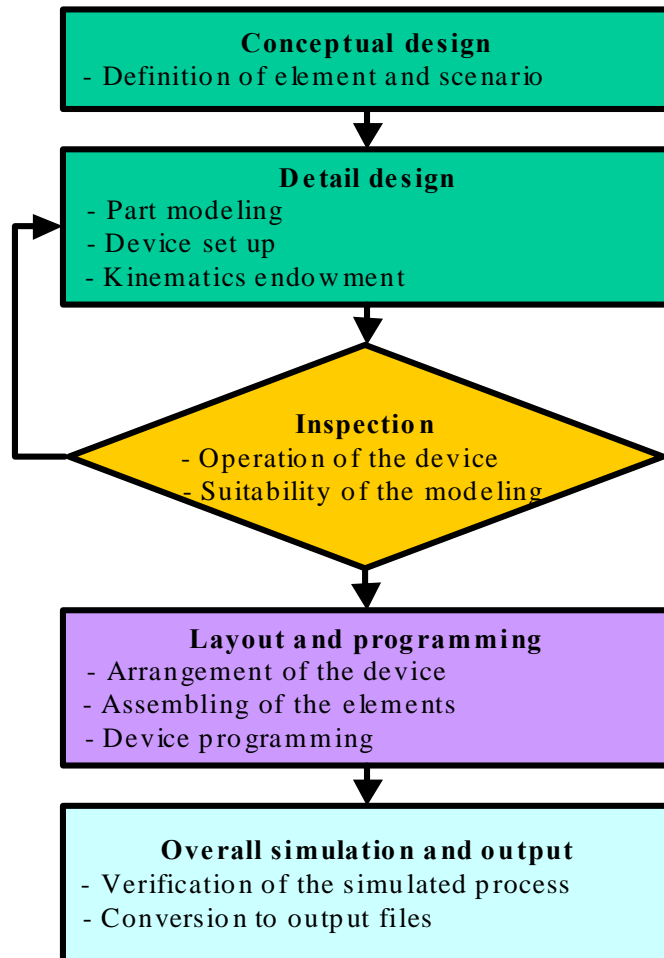 Conceptual design
- Definition of element and scenario
Detail design
- Part modeling
- Device set up
- Kinematics endowment
Inspection
- Operation of the device
- Suitability of the modeling
Layout and programming
- Arrangement of the device
- Assembling of the elements
- Device programming
Overall simulation and output
- Verification of the simulated process
- Conversion to output files